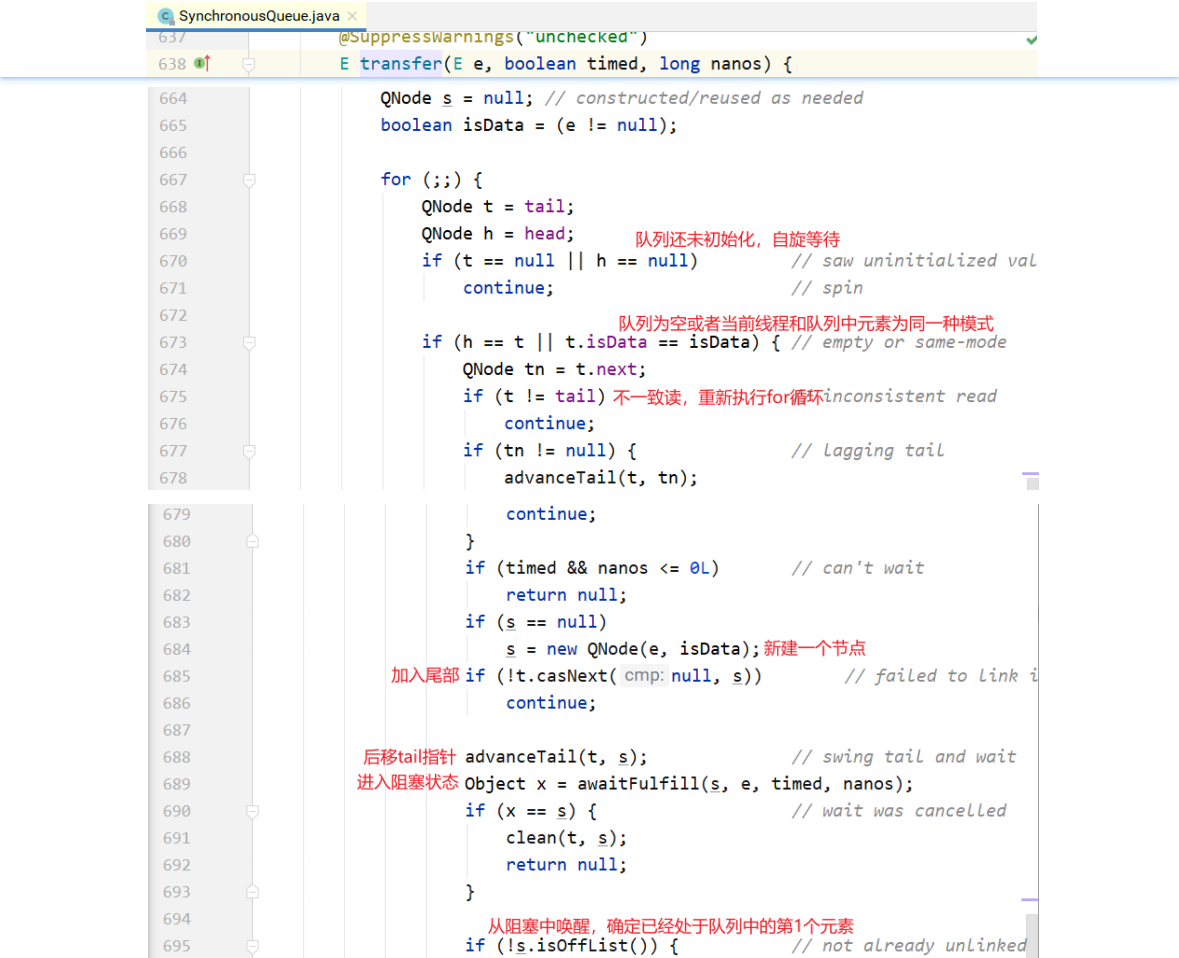 SynchronousQueue.java ×
637 @SuppressWarnings("unchecked")
638 E transfer(E e, boolean timed, long nanos) {
664 QNode s = null; // constructed/reused as needed
665 boolean isData = (e != null);
666
667 for (;;) {
668 QNode t = tail;
669 QNode h = head;
队列还未初始化，自旋等待
670 if (t == null || h == null) // saw uninitialized val
671 continue; // spin
672
队列为空或者当前线程和队列中元素为同一种模式
673 if (h == t || t.isData == isData) { // empty or same-mode
674 QNode tn = t.next;
675 if (t != tail) 不一致读，重新执行for循环 inconsistent read
676 continue;
677 if (tn != null) { // lagging tail
678 advanceTail(t, tn);
679 continue;
680 }
681 if (timed && nanos <= 0L) // can't wait
682 return null;
683 if (s == null)
684 s = new QNode(e, isData); 新建一个节点
685 加入尾部 if (!t.casNext( cmp: null, s)) // failed to link i
686 continue;
687
688 后移tail指针 advanceTail(t, s); // swing tail and wait
689 进入阻塞状态 Object x = awaitFulfill(s, e, timed, nanos);
690 if (x == s) { // wait was cancelled
691 clean(t, s);
692 return null;
693 }
694
从阻塞中唤醒，确定已经处于队列中的第1个元素
695 if (!s.isOffList()) { // not already unlinked